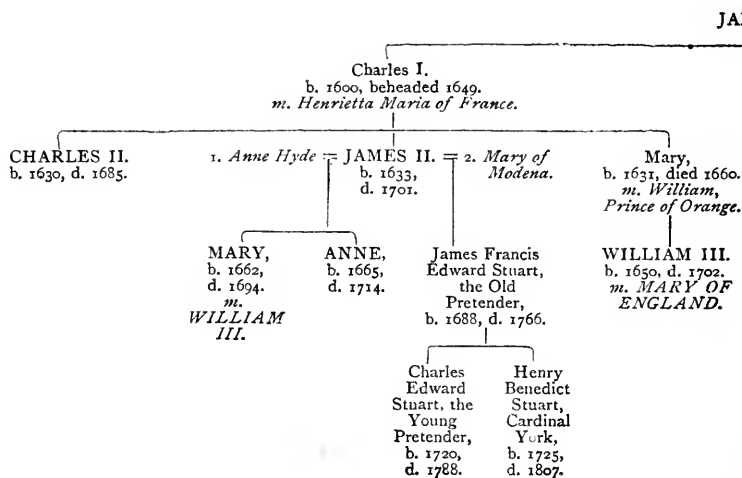 JA
Charles I.
b. 1600, beheaded 1649.
m. Henrietta Maria of France.
CHARLES II.
b. 1630, d. 1685.
1. Anne Hyde = JAMES II. = 2. Mary of
Modena.
b. 1633,
d. 1701.
Mary,
b. 1631, died 1660.
m. William,
Prince of Orange.
MARY,
b. 1662,
d. 1694.
m.
WILLIAM
III.
ANNE,
b. 1665,
d. 1714.
James Francis
Edward Stuart,
the Old
Pretender,
b. 1688, d. 1766.
WILLIAM III.
b. 1650, d. 1702.
m. MARY OF
ENGLAND.
Charles
Edward
Stuart, the
Young
Pretender,
b. 1720,
d. 1788.
Henry
Benedict
Stuart,
Cardinal
York,
b. 1725,
d. 1807.